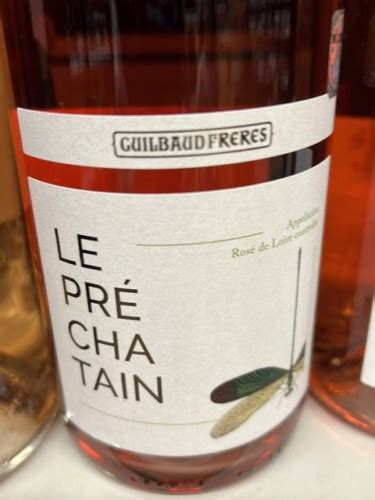 GUILBAUD FRERES
LE
PRÉ
CHA
TAIN
Appellation
Rosé de Loire contrôlée